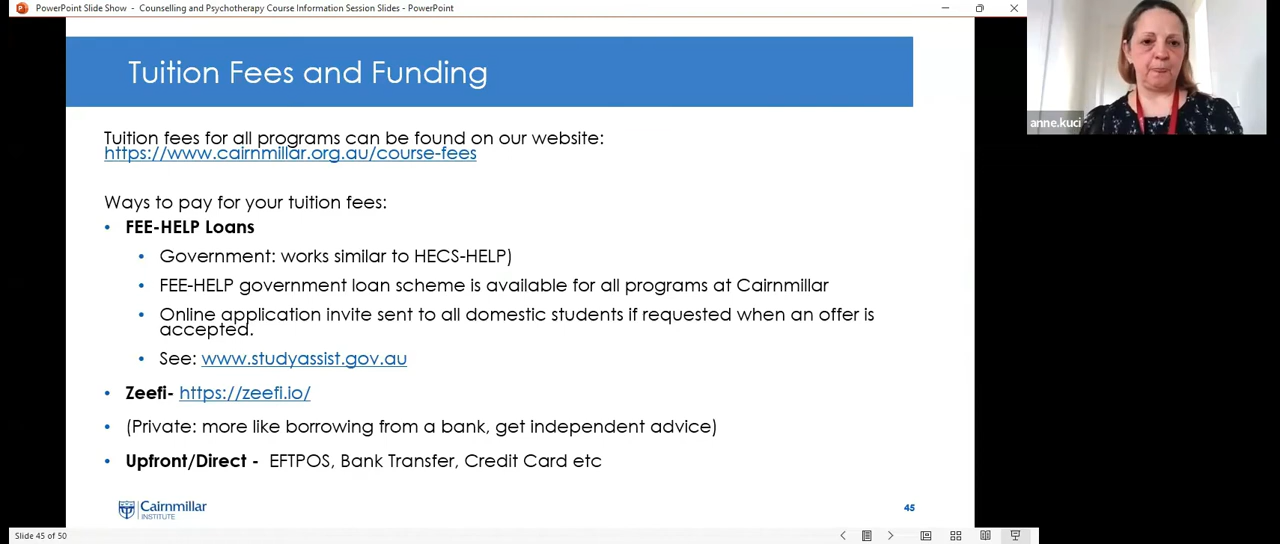 PowerPoint Slide Show - Counselling and Psychotherapy Course Information Session Slides - PowerPoint
Tuition Fees and Funding
anne.kuci
Tuition fees for all programs can be found on our website:
https://www.cairnmillar.org.au/course-fees
Ways to pay for your tuition fees:
• FEE-HELP Loans
• Government: works similar to HECS-HELP)
• FEE-HELP government loan scheme is available for all programs at Cairnmillar
• Online application invite sent to all domestic students if requested when an offer is
accepted.
• See: www.studyassist.gov.au
• Zeefi- https://zeefi.io/
• (Private: more like borrowing from a bank, get independent advice)
• Upfront/Direct - EFTPOS, Bank Transfer, Credit Card etc
Cairnmillar
INSTITUTE
45
Slide 45 of 50